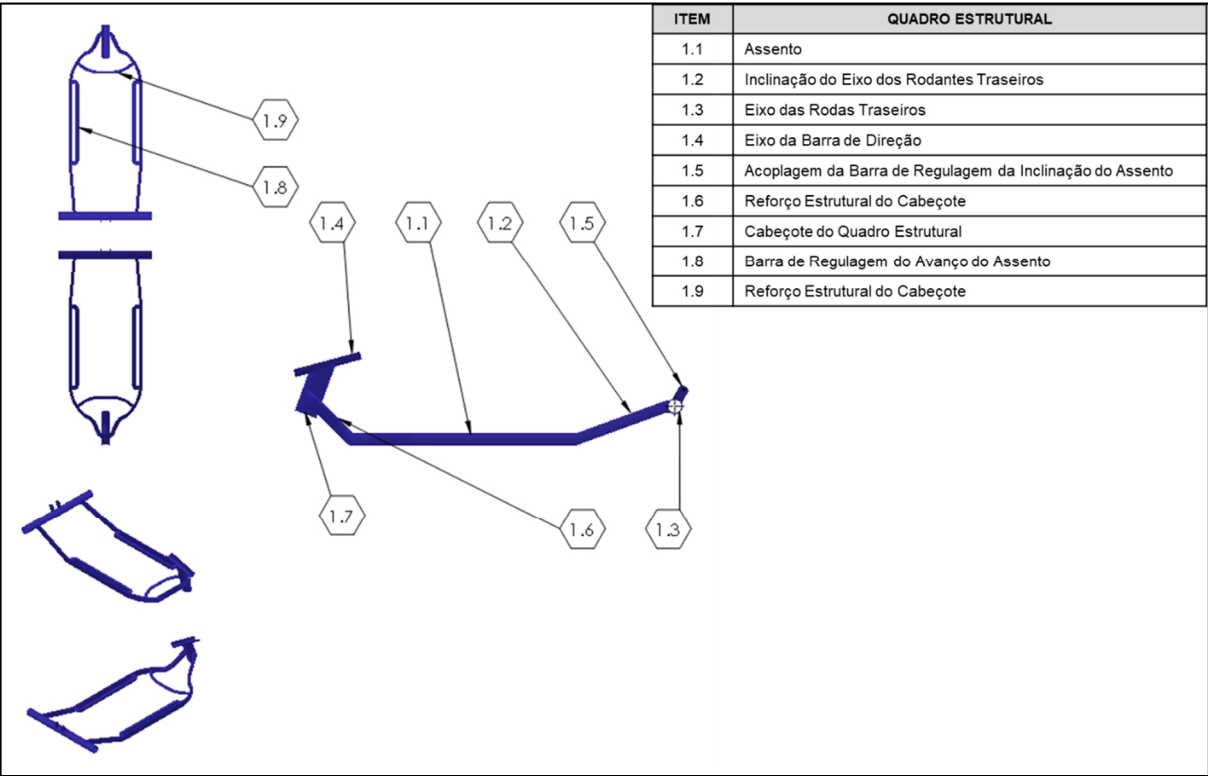 ITEM QUADRO ESTRUTURAL
1.1 Assento
1.2 Inclinação do Eixo dos Rodantes Traseiros
1.3 Eixo das Rodas Traseiros
1.4 Eixo da Barra de Direção
1.5 Acoplagem da Barra de Regulagem da Inclinação do Assento
1.6 Reforço Estrutural do Cabeçote
1.7 Cabeçote do Quadro Estrutural
1.8 Barra de Regulagem do Avanço do Assento
1.9 Reforço Estrutural do Cabeçote
1.9
1.8
1.4 1.1 1.2 1.5
1.7 1.6 1.3